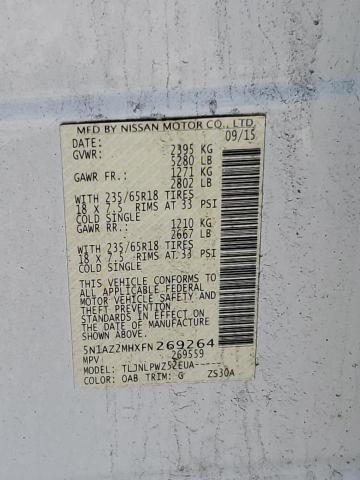 MFD BY NISSAN MOTOR CO., LTD.
DATE: 09/15
GVWR: 2395 KG
5280 LB
GAWR FR.: 1271 KG
2802 LB
WITH 235/65R18 TIRES
18 X 7.5 RIMS AT 33 PSI
COLD SINGLE
GAWR RR.: 1210 KG
2667 LB
WITH 235/65R18 TIRES
18 X 7.5 RIMS AT 33 PSI
COLD SINGLE
THIS VEHICLE CONFORMS TO
ALL APPLICABLE FEDERAL
MOTOR VEHICLE SAFETY
AND THEFT PREVENTION
STANDARDS IN EFFECT ON
THE DATE OF MANUFACTURE
SHOWN ABOVE
5N1AZ2MHXFN269264
MPV 269559
MODEL: TLJNLPWZ52EUA-----
COLOR: QAB TRIM: G ZS30A